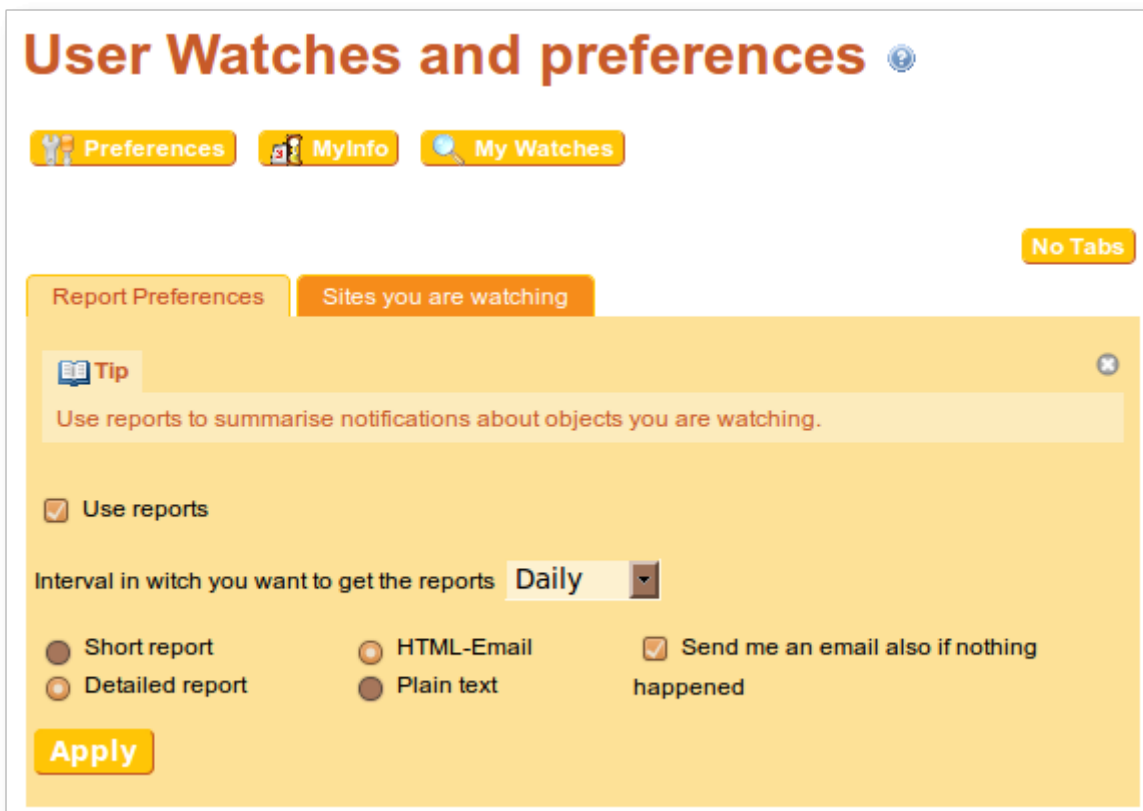 User Watches and preferences
Preferences MyInfo My Watches
No Tabs
Report Preferences Sites you are watching
Tip
Use reports to summarise notifications about objects you are watching.
Use reports
Interval in witch you want to get the reports Daily
Short report HTML-Email Send me an email also if nothing
Detailed report Plain text happened
Apply